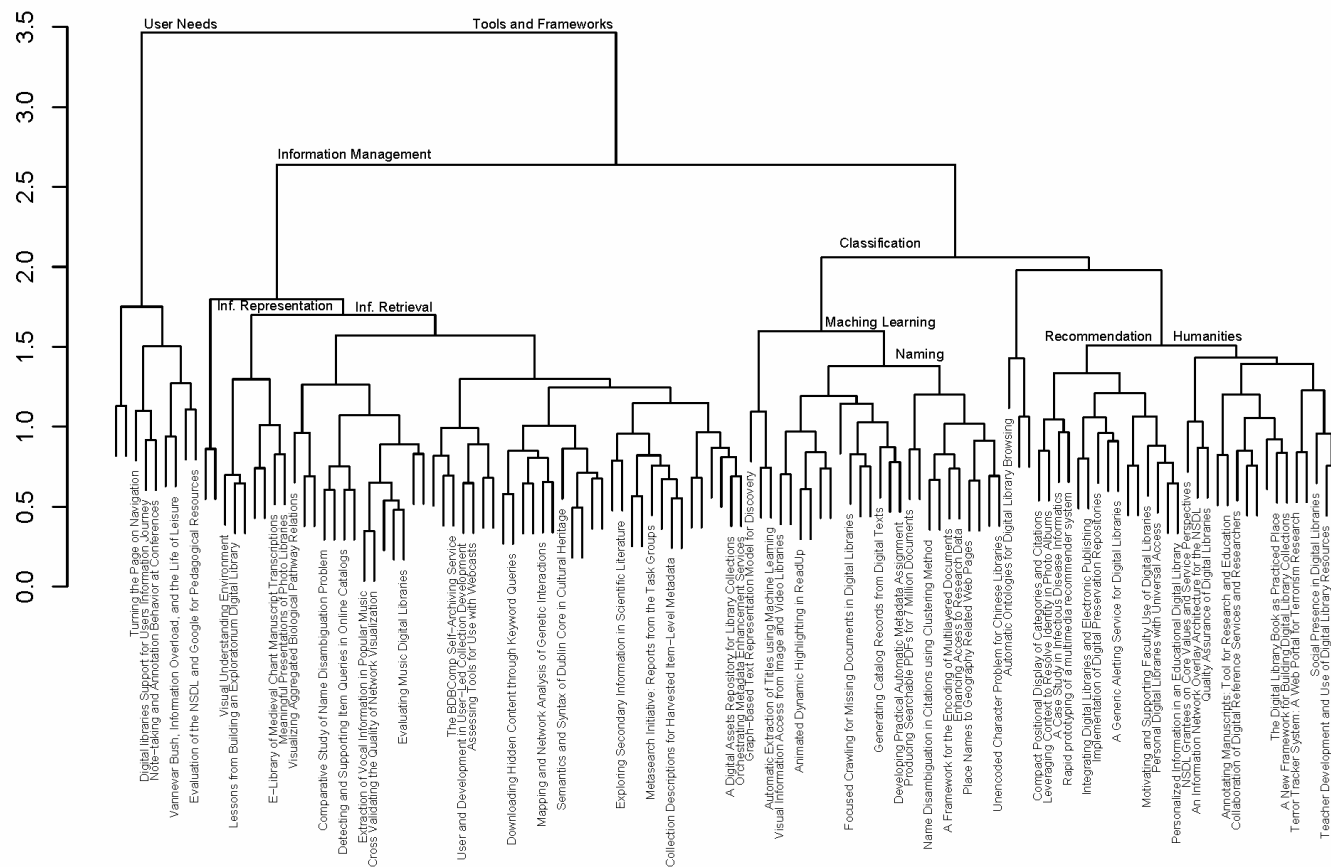 3.5
3.0
2.5
2.0
1.5
1.0
0.5
0.0
User Needs
Tools and Frameworks
Information Management
Classification
Inf. Representation
Inf. Retrieval
Maching Learning
Naming
Recommendation
Humanities
Turning the Page on Navigation
Digital libraries Support for Users Information Journey
Note-taking and Annotation Behavior at Conferences
Vannevar Bush, Information Overload, and the Life of Leisure
Evaluation of the NSDL and Google for Pedagogical Resources
Visual Understanding Environment
Lessons from Building an Exploratorium Digital Library
E-Library of Medieval Chant Manuscript Transcriptions
Meaningful Presentations of Photo Libraries
Visualizing Aggregated Biological Pathway Relations
Comparative Study of Name Disambiguation Problem
Detecting and Supporting Item Queries in Online Catalogs
Extraction of Vocal Information in Popular Music
Cross Validating the Quality of Network Visualization
Evaluating Music Digital Libraries
The BDBComp Self-Archiving Service
User and Development in User-Led Collection Development
Assessing Tools for Use with Webcasts
Downloading Hidden Content through Keyword Queries
Mapping and Network Analysis of Genetic Interactions
Semantics and Syntax of Dublin Core in Cultural Heritage
Exploring Secondary Information in Scientific Literature
Metasearch Initiative: Reports from the Task Groups
Collection Descriptions for Harvested Item-Level Metadata
A Digital Assets Repository for Library Collections
Orchestrating Metadata Enhancement Services
Graph-Based Text Representation Model for Discovery
Automatic Extraction of Titles using Machine Learning
Visual Information Access from Image and Video Libraries
Animated Dynamic Highlighting in ReadUp
Focused Crawling for Missing Documents in Digital Libraries
Generating Catalog Records from Digital Texts
Developing Practical Automatic Metadata Assignment
Producing Searchable PDFs for 7 Million Documents
Name Disambiguation in Citations using Clustering Method
A Framework for the Encoding of Multilayered Documents
Enhancing Access to Research Data
Place Names to Geography Related Web Pages
Unencoded Character Problem for Chinese Libraries
Automatic Ontologies for Digital Library Browsing
Compact Positional Display of Categories and Citations
Leveraging Context to Resolve Identity in Photo Albums
A Case Study in Infectious Disease Informatics
Rapid prototyping of a multimedia recommender system
Integrating Digital Libraries and Electronic Publishing
Implementation of Digital Preservation Repositories
A Generic Alerting Service for Digital Libraries
Motivating and Supporting Faculty Use of Digital Libraries
Personal Digital Libraries with Universal Access
Personalized Information in an Educational Digital Library
NSDL Grantees on Core Values and Service Perspectives
An Information Network Overlay Architecture for the NSDL
Quality Assurance of Digital Libraries
Annotating Manuscripts: Tool for Research and Education
Collaboration of Digital Reference Services and Researchers
The Digital Library Book as Practiced Place
A New Framework for Building Digital Library Collections
Terror Tracker System: A Web Portal for Terrorism Research
Social Presence in Digital Libraries
Teacher Development and Use of Digital Library Resources